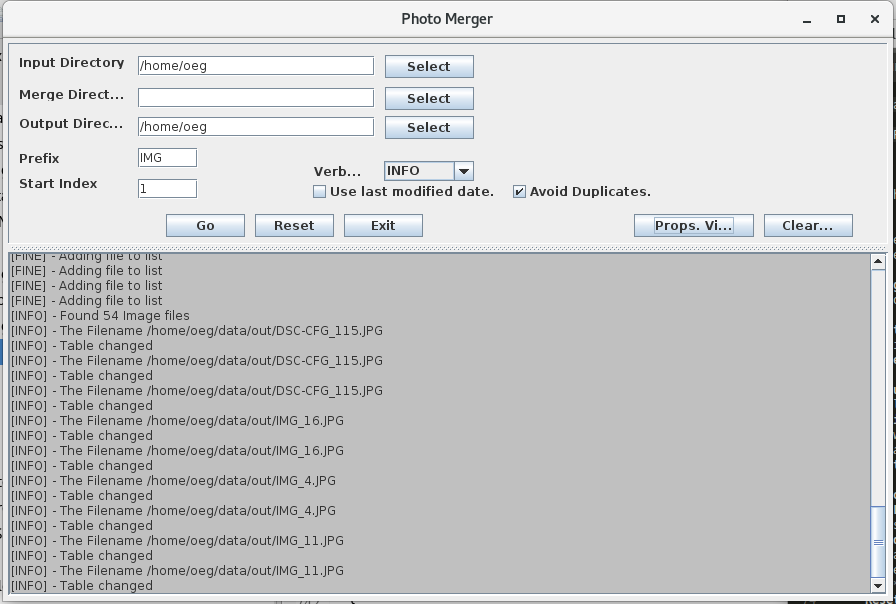 Photo Merger
Input Directory /home/oeg Select
Merge Direct... Select
Output Direc... /home/oeg Select
Prefix IMG
Verb... INFO
Start Index 1
Use last modified date. Avoid Duplicates.
Go Reset Exit Props. Vi... Clear...
[FINE] - Adding file to list
[FINE] - Adding file to list
[FINE] - Adding file to list
[FINE] - Adding file to list
[INFO] - Found 54 Image files
[INFO] - The Filename /home/oeg/data/out/DSC-CFG_115.JPG
[INFO] - Table changed
[INFO] - The Filename /home/oeg/data/out/DSC-CFG_115.JPG
[INFO] - Table changed
[INFO] - The Filename /home/oeg/data/out/DSC-CFG_115.JPG
[INFO] - Table changed
[INFO] - The Filename /home/oeg/data/out/IMG_16.JPG
[INFO] - Table changed
[INFO] - The Filename /home/oeg/data/out/IMG_16.JPG
[INFO] - Table changed
[INFO] - The Filename /home/oeg/data/out/IMG_4.JPG
[INFO] - Table changed
[INFO] - The Filename /home/oeg/data/out/IMG_4.JPG
[INFO] - Table changed
[INFO] - The Filename /home/oeg/data/out/IMG_11.JPG
[INFO] - Table changed
[INFO] - The Filename /home/oeg/data/out/IMG_11.JPG
[INFO] - Table changed